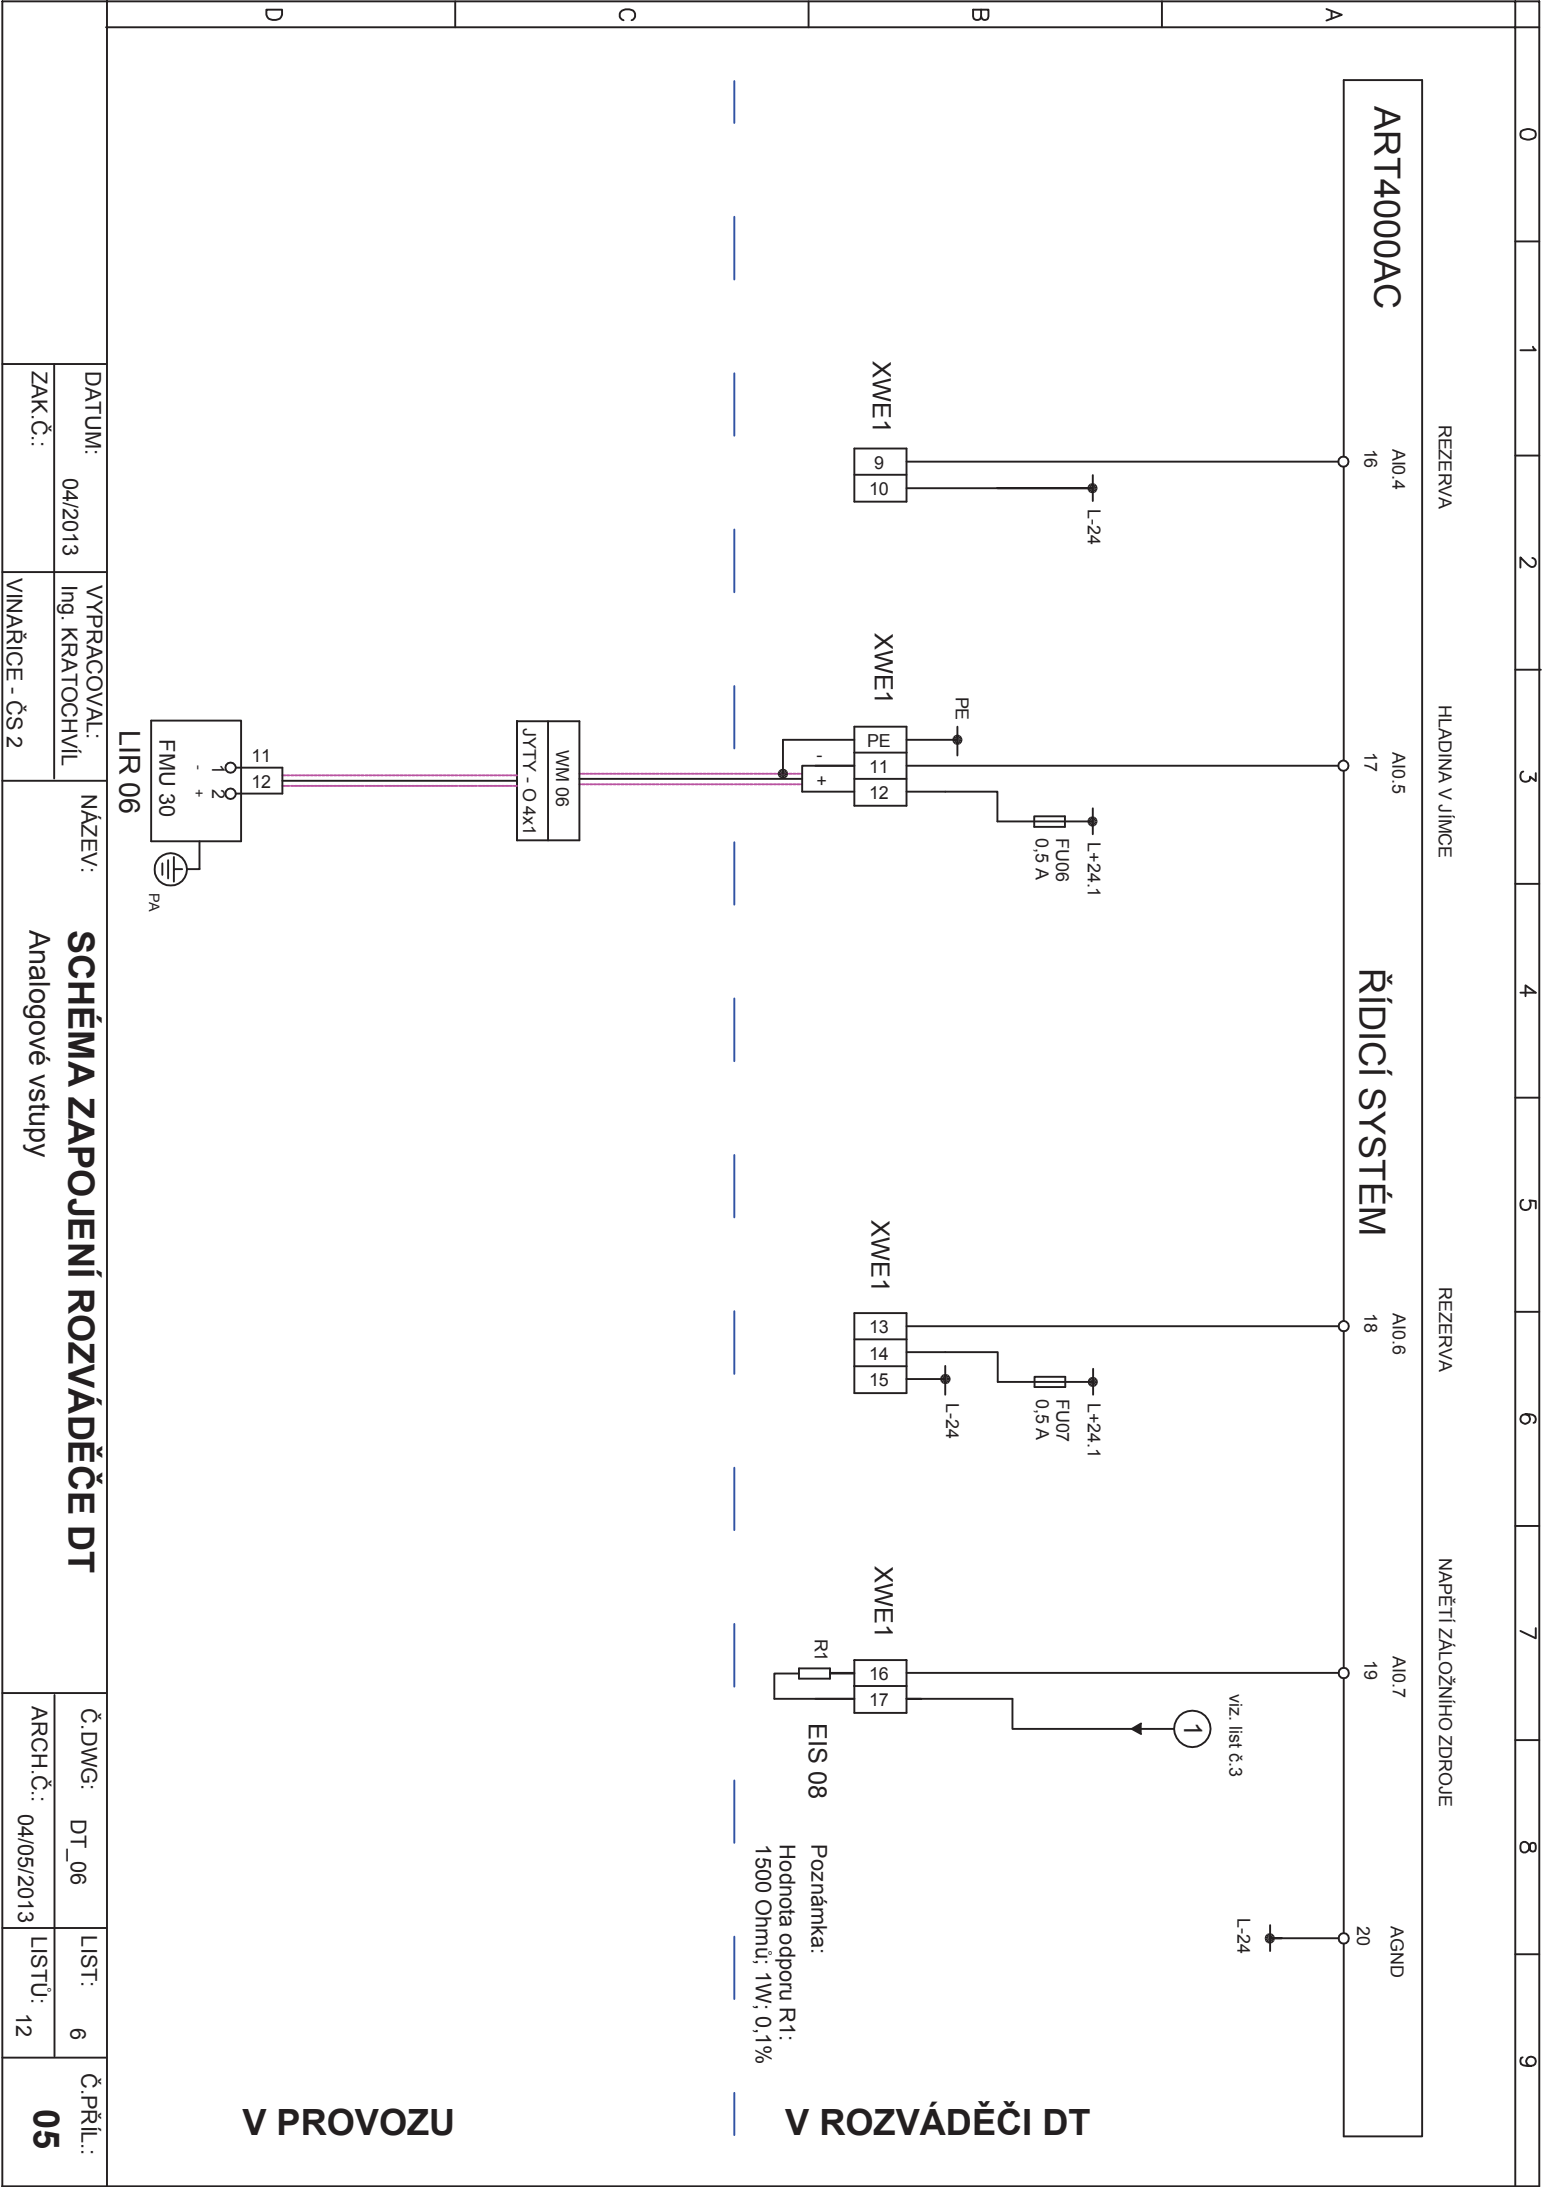 0 1 2 3 4 5 6 7 8 9
A
B
C
D
REZERVA
HLADINA V JÍMCE
REZERVA
NAPĚTÍ ZÁLOŽNÍHO ZDROJE
AI0.4
AI0.5
AI0.6
AI0.7
AGND
ART4000AC
ŘÍDICÍ SYSTÉM
16
17
18
19
20
viz. list č.3
1
L-24
L-24
L+24.1
FU06
0,5 A
L+24.1
FU07
0,5 A
PE
L-24
XWE1
9
10
XWE1
PE
11
12
-
+
XWE1
13
14
15
XWE1
16
17
R1
EIS 08
Poznámka:
Hodnota odporu R1:
1500 Ohmů; 1W; 0,1%
V ROZVÁDĚČI DT
V PROVOZU
WM 06
JYTY - O 4x1
11
12
1
2
-
+
FMU 30
PA
LIR 06
DATUM:
04/2013
ZAK.Č.:
VYPRACOVAL:
Ing. KRATOCHVÍL
VINAŘICE - ČS 2
NÁZEV:
SCHÉMA ZAPOJENÍ ROZVÁDĚČE DT
Analogové vstupy
Č.DWG: DT_06
ARCH.Č.: 04/05/2013
LIST: 6
LISTŮ: 12
Č.PŘÍL.:
05